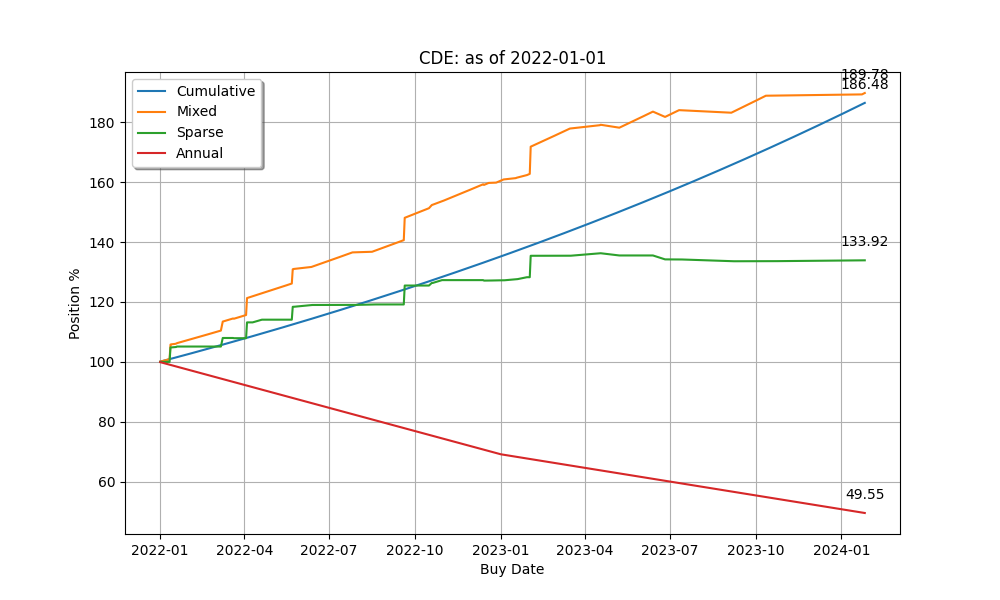 CDE: as of 2022-01-01
Cumulative
Mixed
Sparse
Annual
189.78
186.48
133.92
49.55
180
160
140
120
100
80
60
Position %
2022-01 2022-04 2022-07 2022-10 2023-01 2023-04 2023-07 2023-10 2024-01
Buy Date